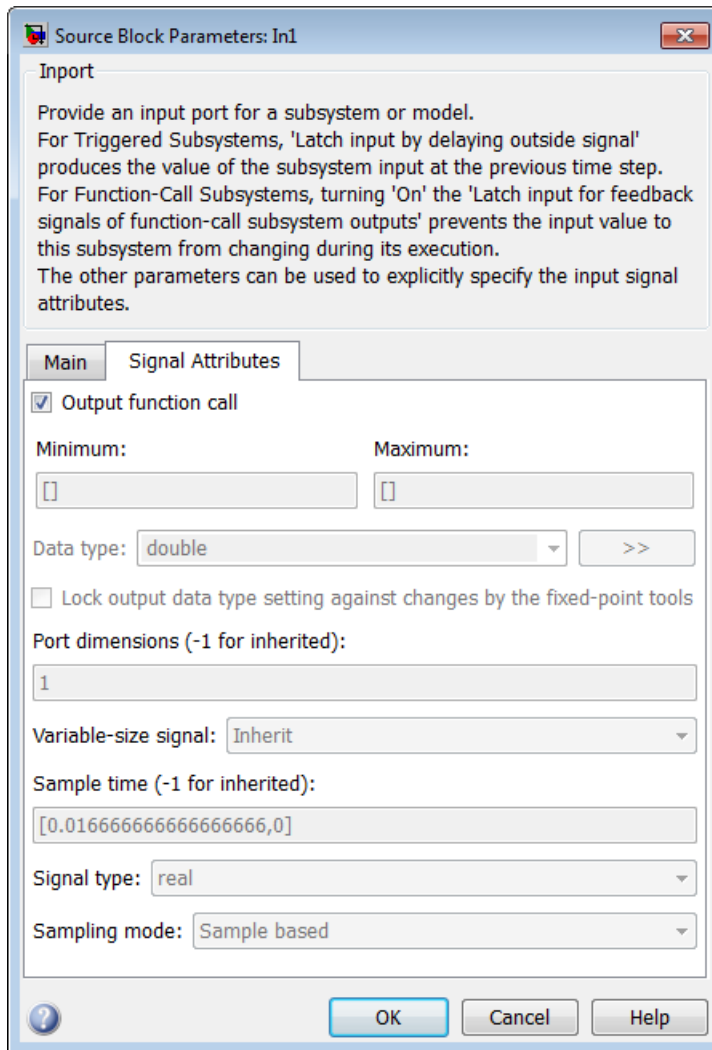 Source Block Parameters: In1
Inport
Provide an input port for a subsystem or model.
For Triggered Subsystems, 'Latch input by delaying outside signal'
produces the value of the subsystem input at the previous time step.
For Function-Call Subsystems, turning 'On' the 'Latch input for feedback
signals of function-call subsystem outputs' prevents the input value to
this subsystem from changing during its execution.
The other parameters can be used to explicitly specify the input signal
attributes.
Main Signal Attributes
Output function call
Minimum: Maximum:
[] []
Data type: double >>
Lock output data type setting against changes by the fixed-point tools
Port dimensions (-1 for inherited):
1
Variable-size signal: Inherit
Sample time (-1 for inherited):
[0.016666666666666666,0]
Signal type: real
Sampling mode: Sample based
? OK Cancel Help